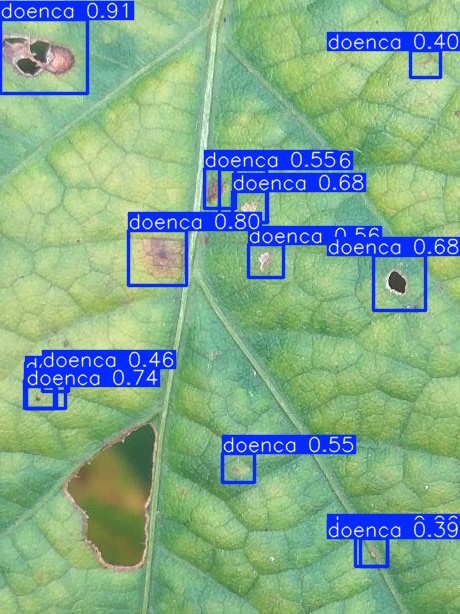 doenca 0.91
doenca 0.40
doenca 0.55
doenca 0.68
doenca 0.80
doenca 0.56
doenca 0.68
doenca 0.46
doenca 0.74
doenca 0.55
doenca 0.39